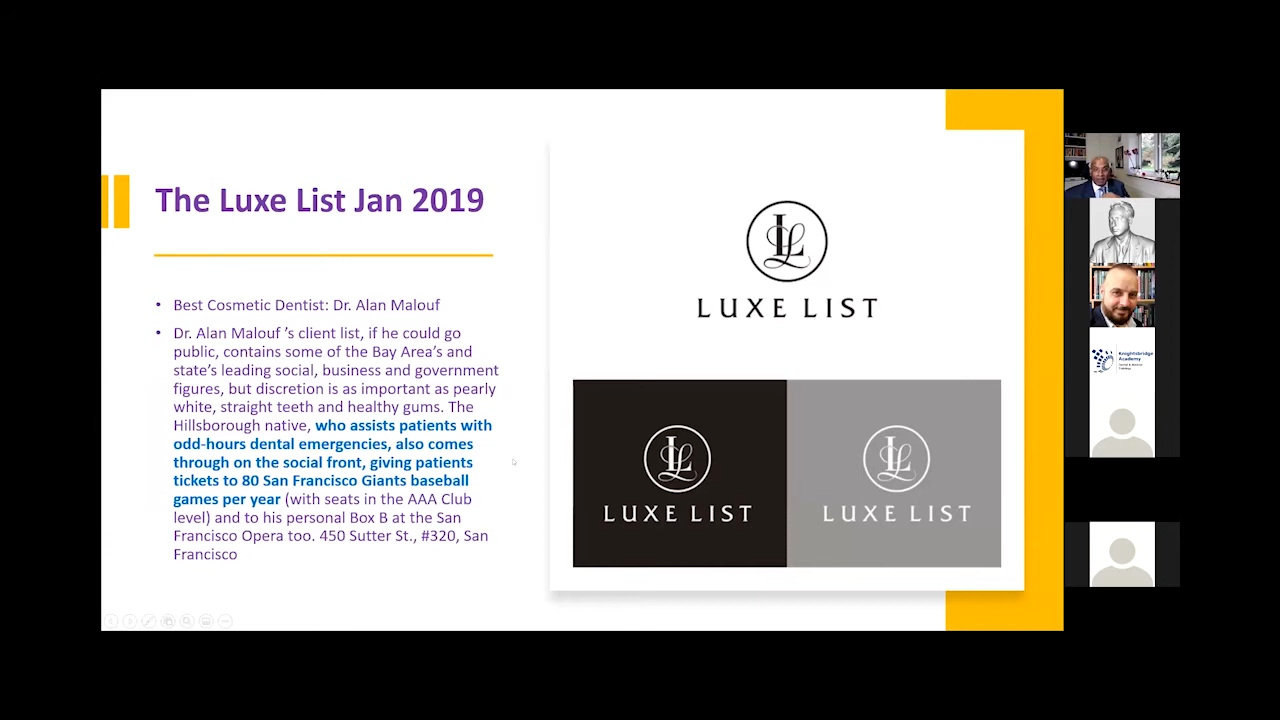 The Luxe List Jan 2019
• Best Cosmetic Dentist: Dr. Alan Malouf
• Dr. Alan Malouf 's client list, if he could go
public, contains some of the Bay Area's and
state's leading social, business and government
figures, but discretion is as important as pearly
white, straight teeth and healthy gums. The
Hillsborough native, who assists patients with
odd-hours dental emergencies, also comes
through on the social front, giving patients
tickets to 80 San Francisco Giants baseball
games per year (with seats in the AAA Club
level) and to his personal Box B at the San
Francisco Opera too. 450 Sutter St., #320, San
Francisco
LL
LUXE LIST
LL
LUXE LIST
LL
LUXE LIST
Knightsbridge
Academy